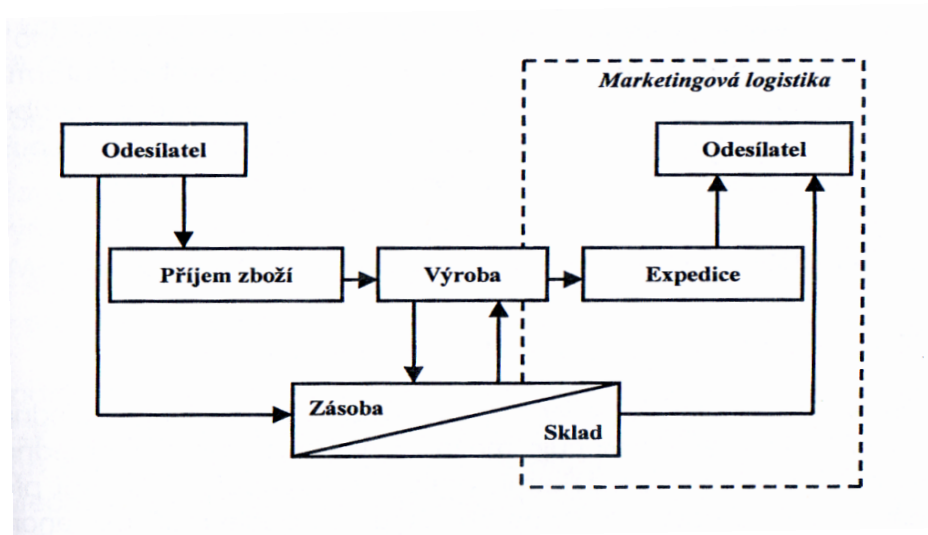 Marketingová logistika
Odesílatel
Odesílatel
Příjem zboží
Výroba
Expedice
Zásoba
Sklad